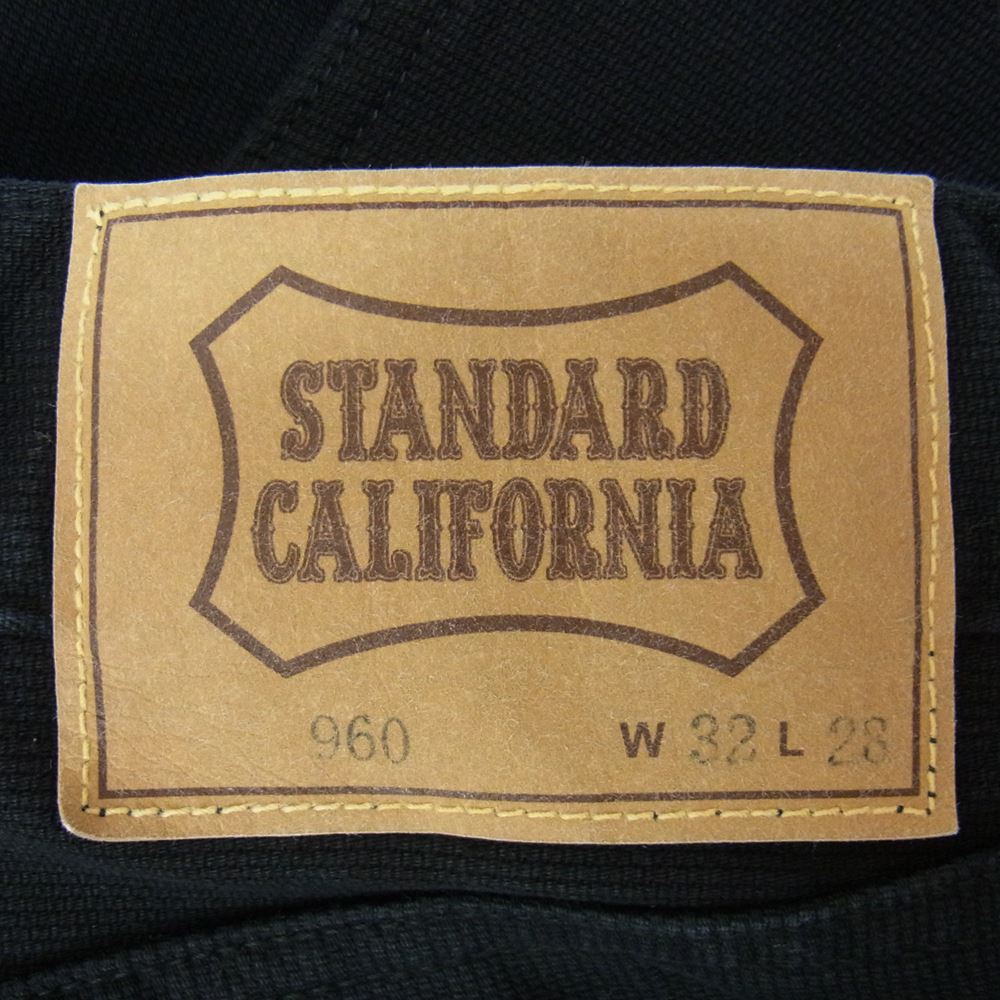 STANDARD
CALIFORNIA
960 W 32 L 28